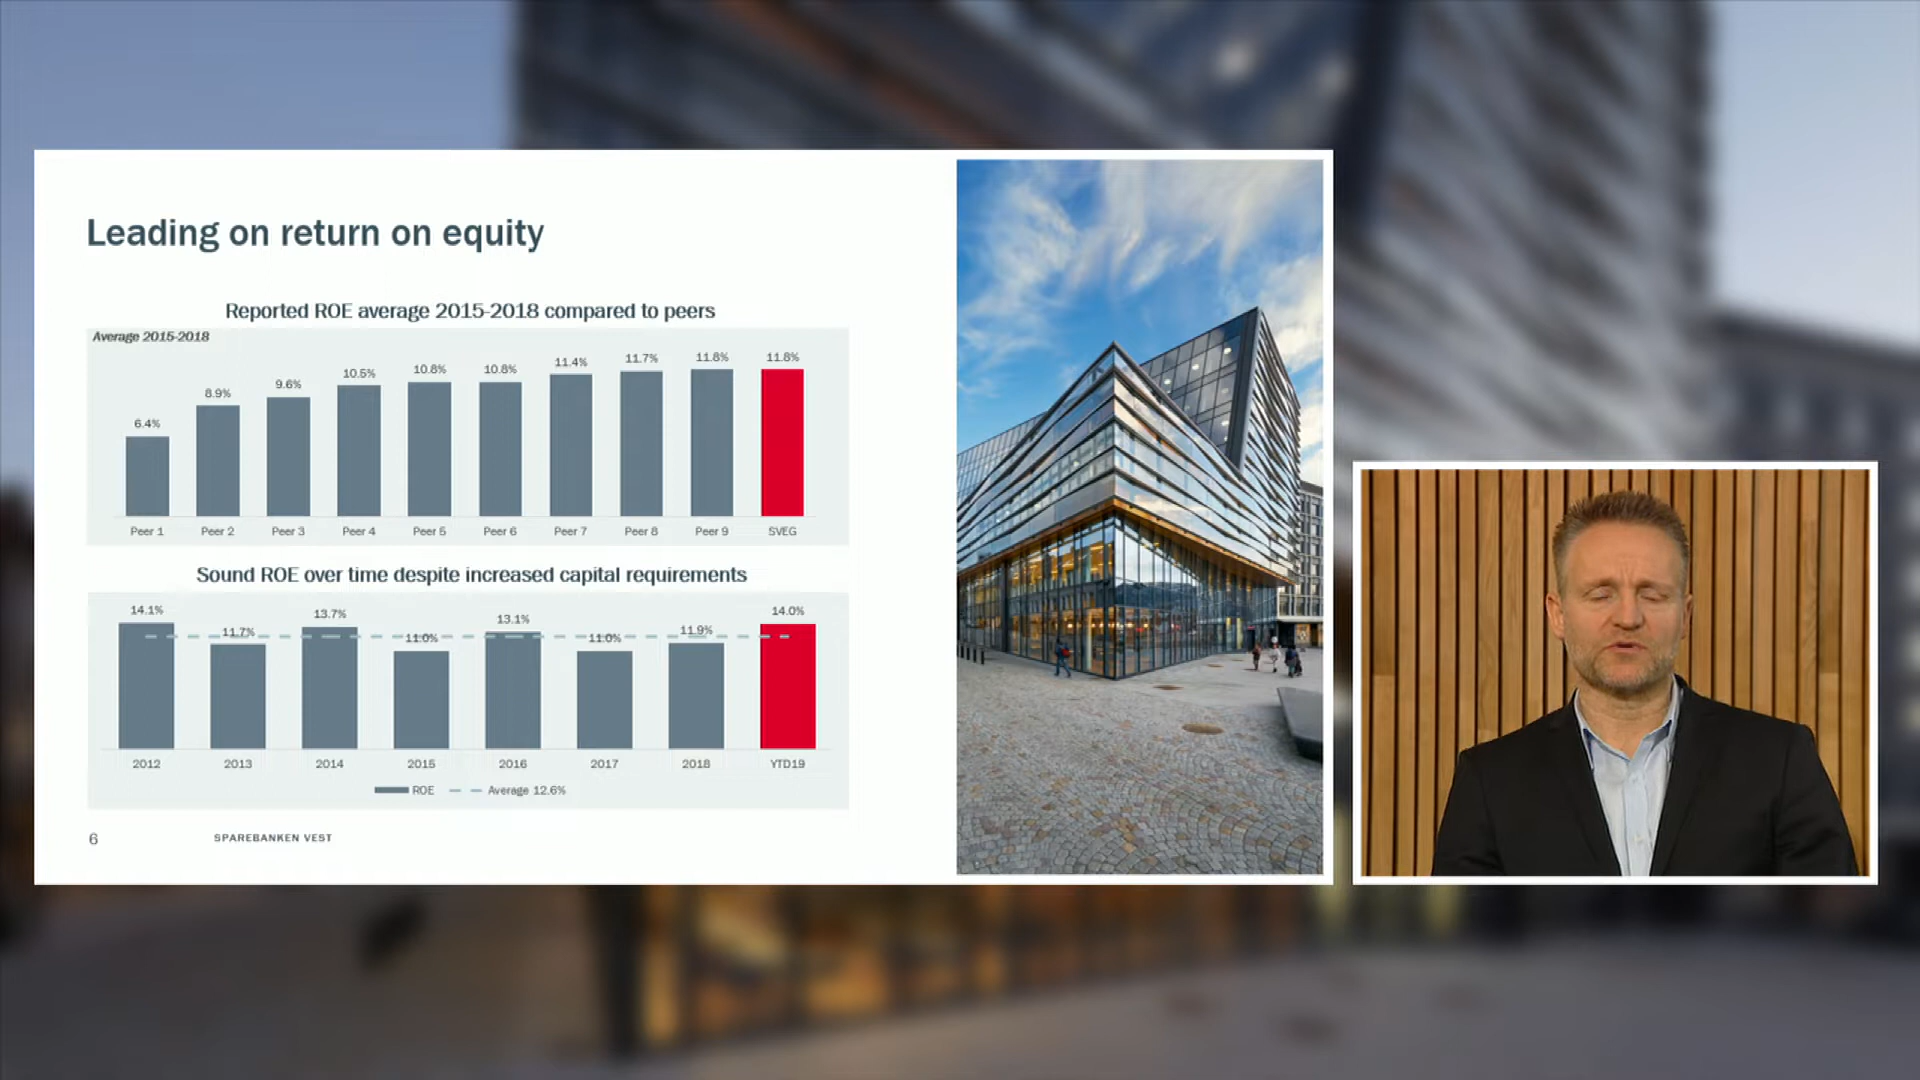 Leading on return on equity
Reported ROE average 2015-2018 compared to peers
Average 2015-2018
6.4% 8.9% 9.6% 10.5% 10.8% 10.8% 11.4% 11.7% 11.8% 11.8%
Peer 1 Peer 2 Peer 3 Peer 4 Peer 5 Peer 6 Peer 7 Peer 8 Peer 9 SVEG
Sound ROE over time despite increased capital requirements
14.1% 11.7% 13.7% 11.0% 13.1% 11.0% 11.9% 14.0%
2012 2013 2014 2015 2016 2017 2018 YTD19
ROE Average 12.6%
6 SPAREBANKEN VEST